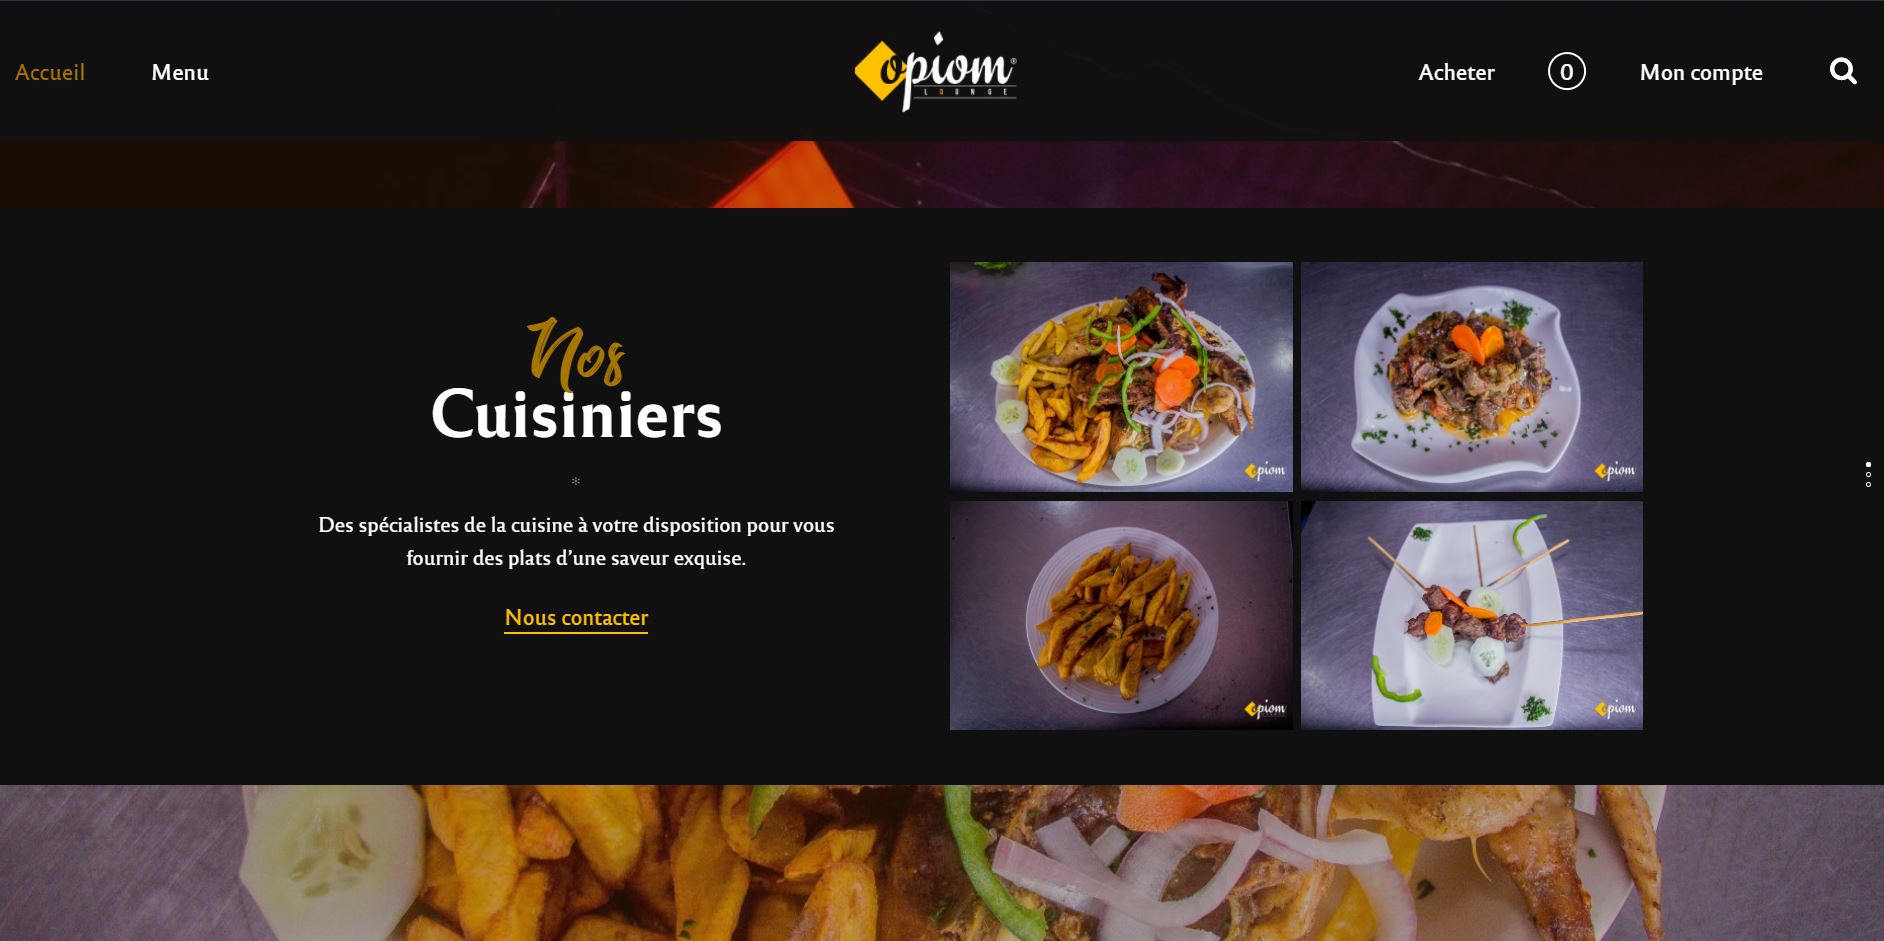 Accueil
Menu
opiom®
LOUNGE
Acheter
0
Mon compte
Nos
Cuisiniers
*
Des spécialistes de la cuisine à votre disposition pour vous
fournir des plats d’une saveur exquise.
Nous contacter
opiom
opiom
opiom
opiom